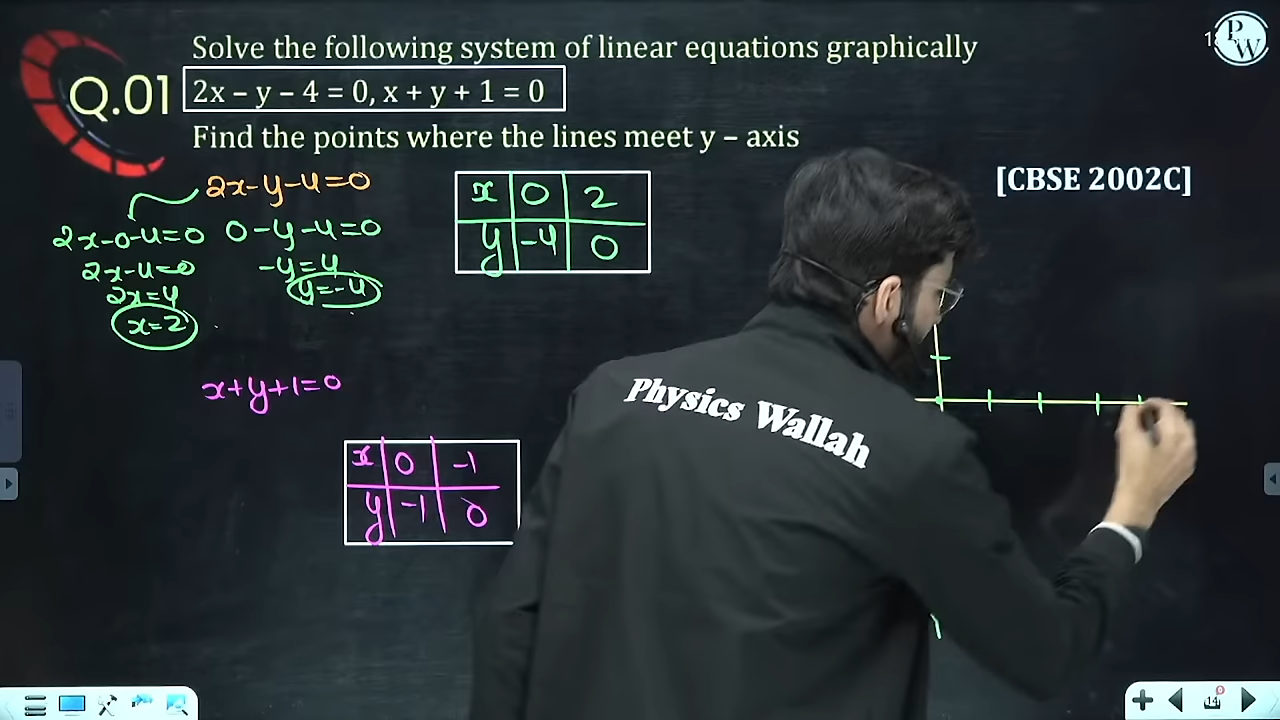 Solve the following system of linear equations graphically
Q.01
2x – y – 4 = 0, x + y + 1 = 0
Find the points where the lines meet y – axis
[CBSE 2002C]
PW
2x-y-4=0
2x-0-4=0
2x-4=0
2x=4
x=2
0-y-4=0
-y=4
y=-4
x 0 2
y -4 0
x+y+1=0
x 0 -1
y -1 0
Physics Wallah
14